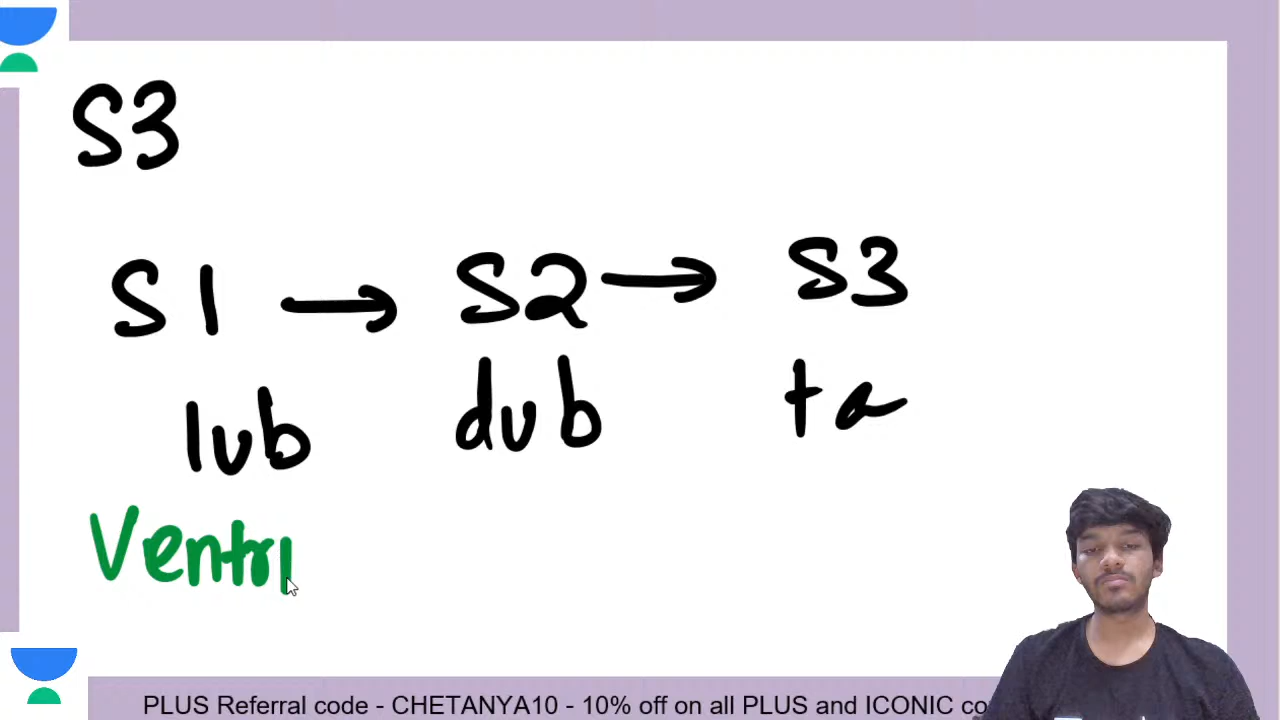 S3
S1 → S2 → S3
lub dub ta
Ventri
PLUS Referral code - CHETANYA10 - 10% off on all PLUS and ICONIC co